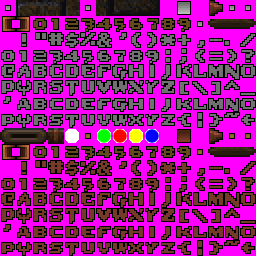 0123456789
!"#$%&'()*+,-./
0123456789:;<=>?
@ABCDEFGHIJKLMNO
PQRSTUVWXYZ[\]^_
'ABCDEFGHIJKLMNO
PQRSTUVWXYZ{!}~←
0123456789
!"#$%&'()*+,-./
0123456789:;<=>?
@ABCDEFGHIJKLMNO
PQRSTUVWXYZ[\]^_
'ABCDEFGHIJKLMNO
PQRSTUVWXYZ{!}~←